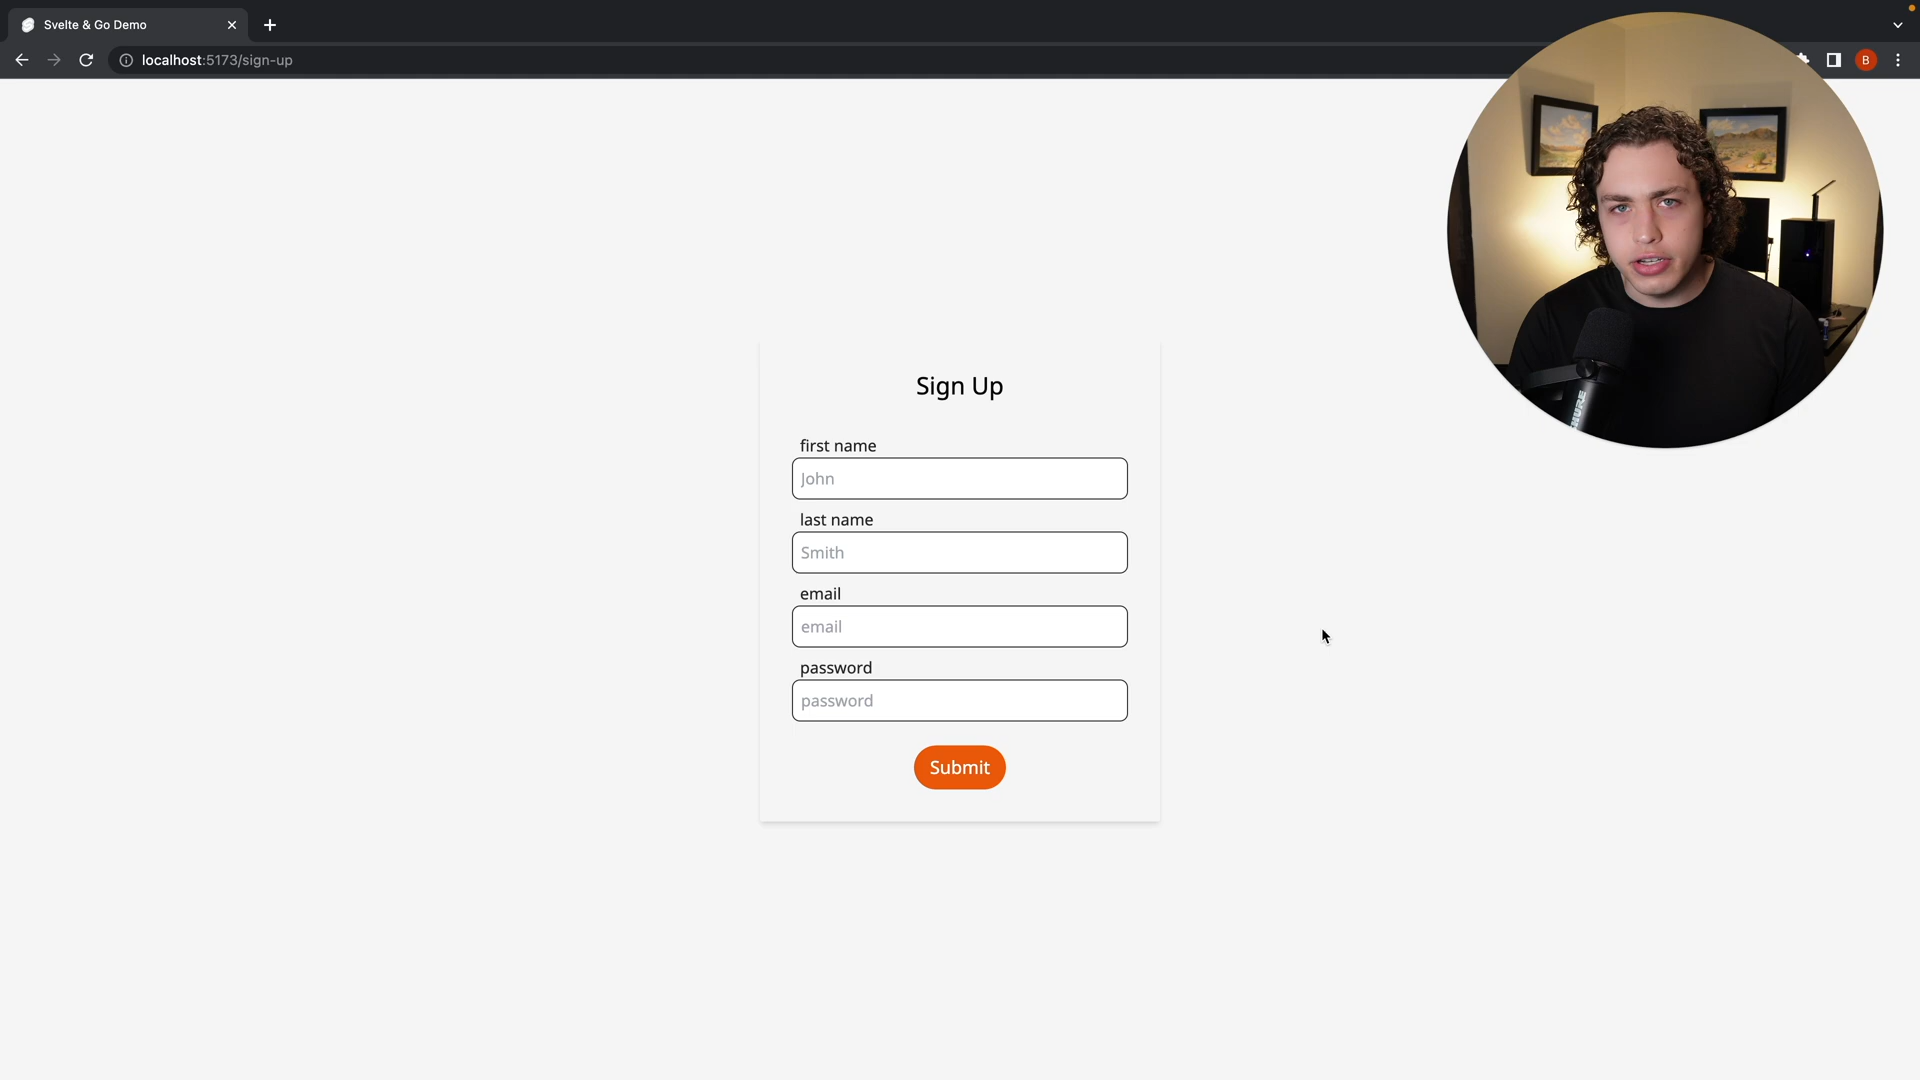 Svelte & Go Demo
localhost:5173/sign-up
B
Sign Up
first name
John
last name
Smith
email
email
password
password
Submit